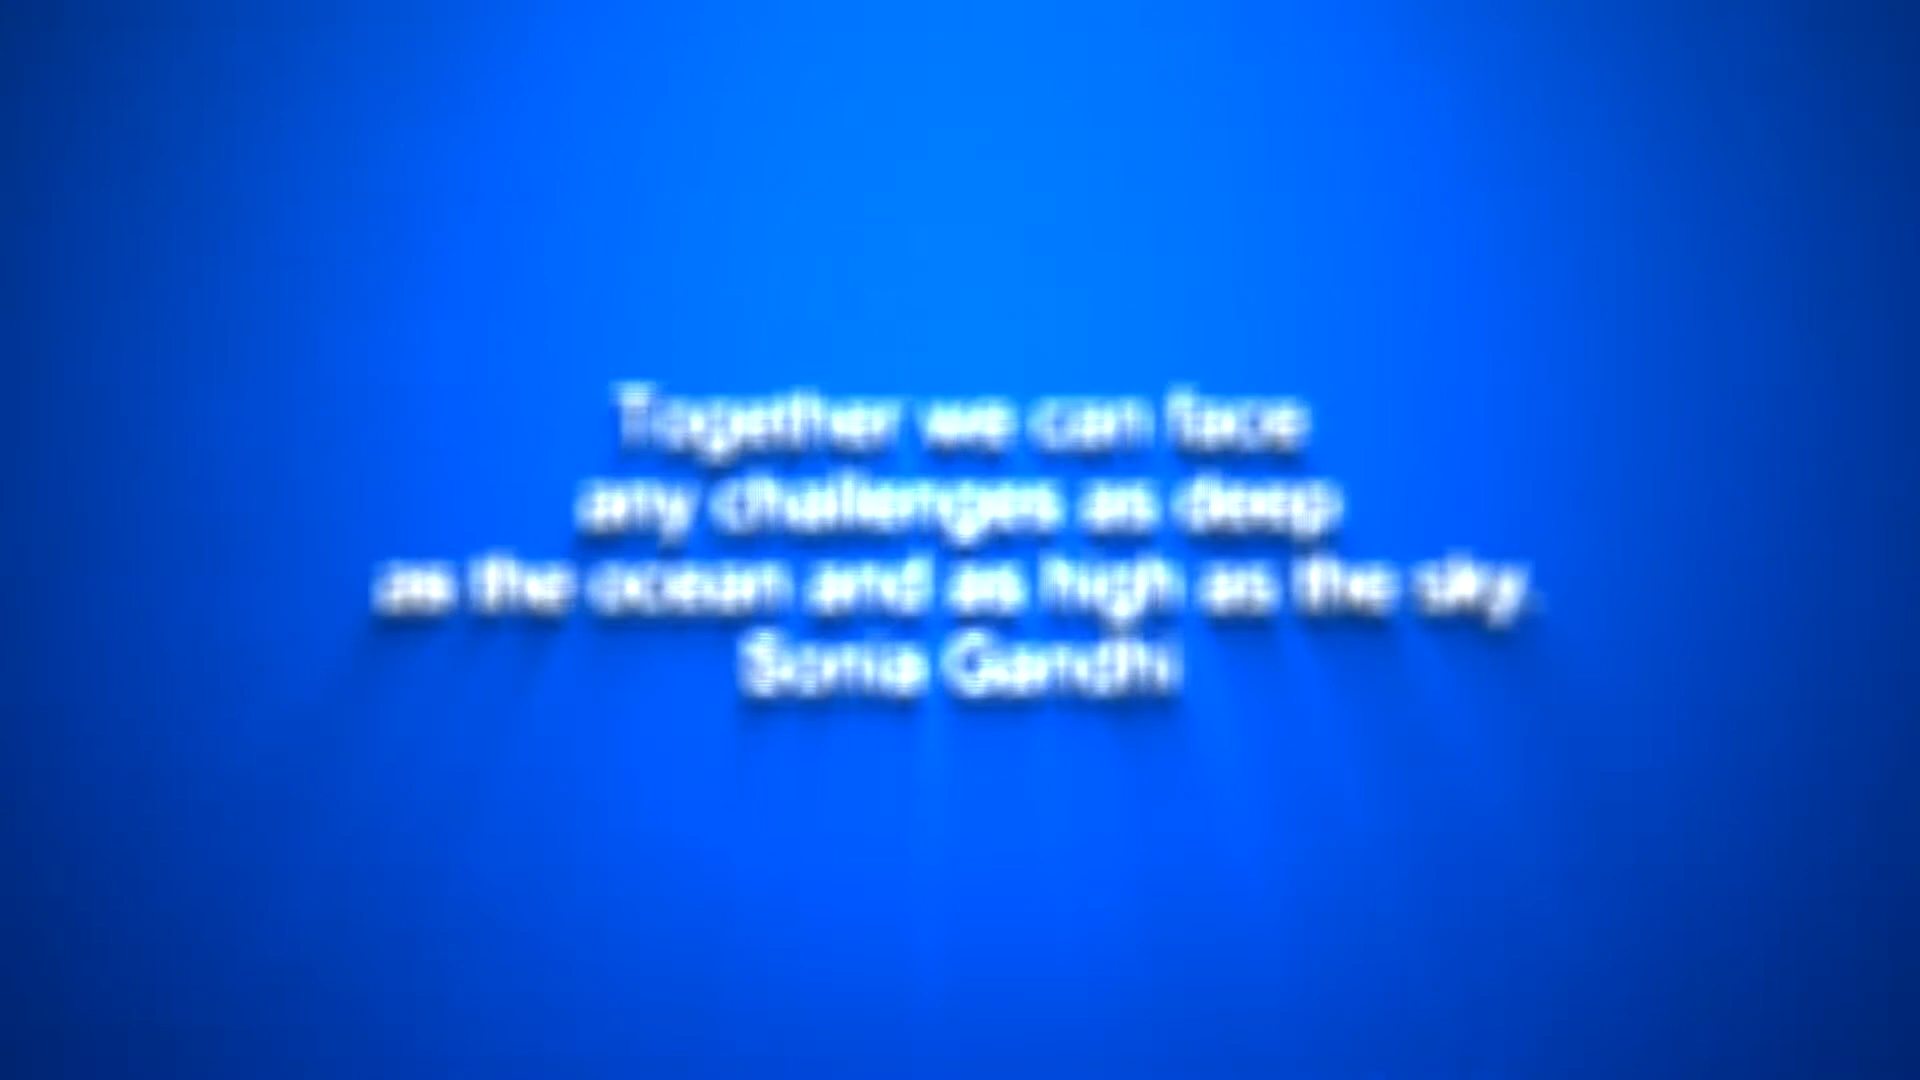 Together we can face
any challenges as deep
as the ocean and as high as the sky.
Sonia Gandhi